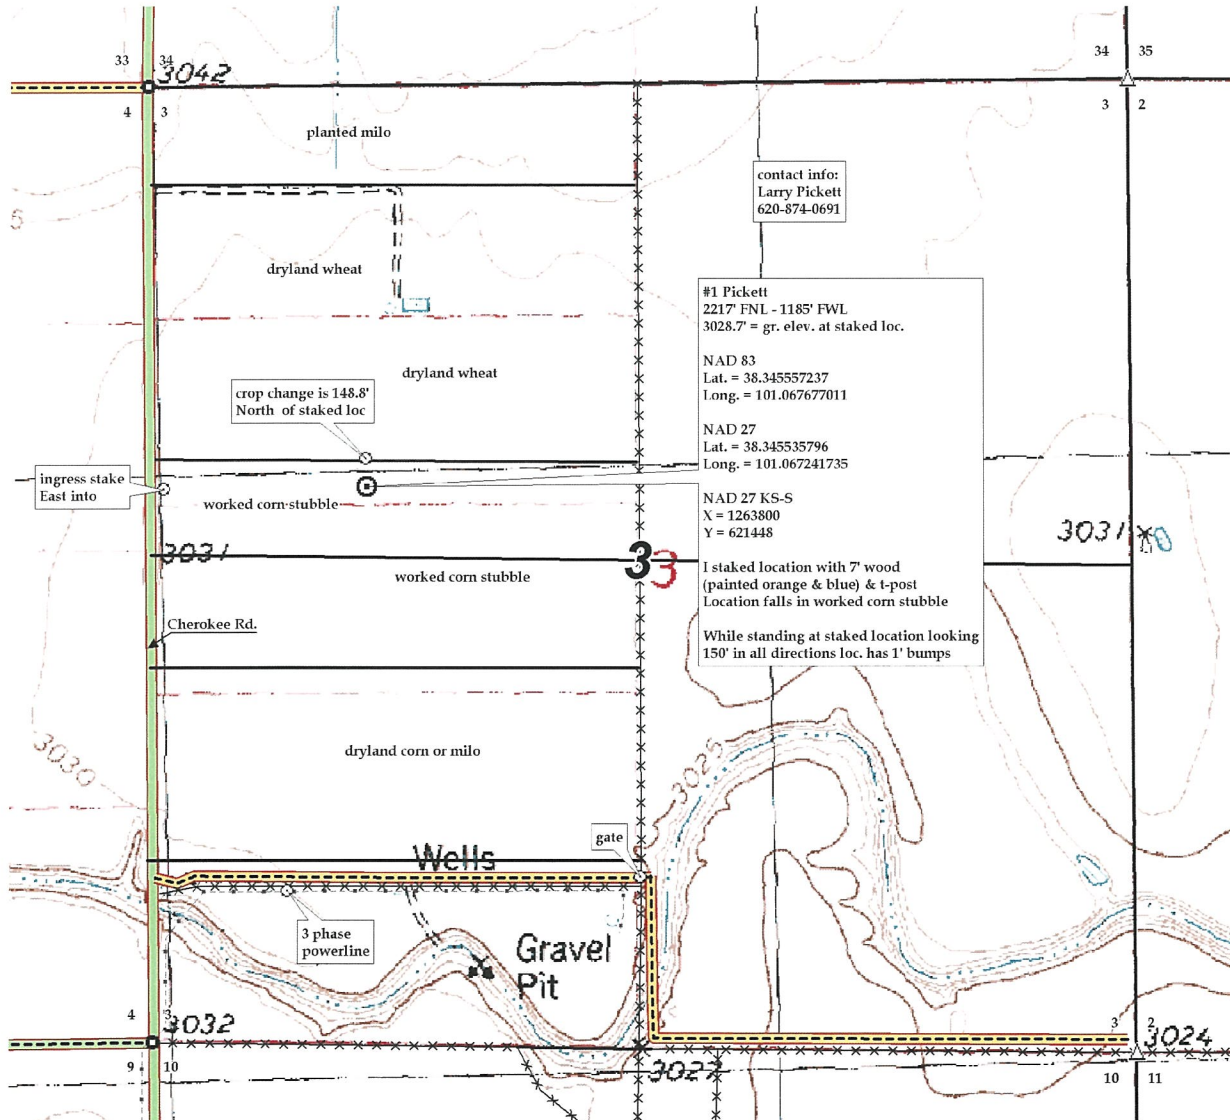 33
34
3042
34
35
4
3
3
2
planted milo
contact info:
Larry Pickett
620-874-0691
dryland wheat
#1 Pickett
2217' FNL - 1185' FWL
3028.7' = gr. elev. at staked loc.
NAD 83
Lat. = 38.345557237
Long. = 101.067677011
NAD 27
Lat. = 38.345535796
Long. = 101.067241735
NAD 27 KS-S
X = 1263800
Y = 621448
I staked location with 7' wood
(painted orange & blue) & t-post
Location falls in worked corn stubble
While standing at staked location looking
150' in all directions loc. has 1' bumps
dryland wheat
crop change is 148.8'
North of staked loc
ingress stake
East into
worked corn stubble
3031
3031
3
3
worked corn stubble
Cherokee Rd.
3030
dryland corn or milo
3025
gate
Wells
3 phase
powerline
Gravel
Pit
4
3032
3
2
3024
9
10
3027
10
11